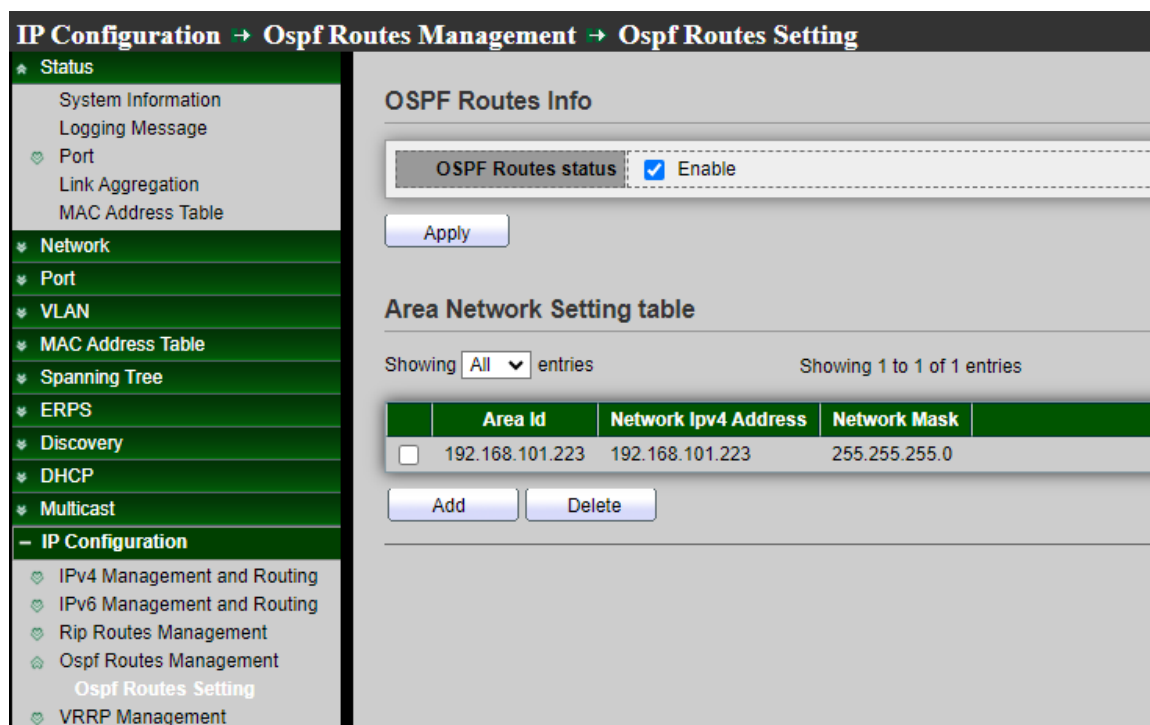 IP Configuration → Ospf Routes Management → Ospf Routes Setting
Status
System Information
Logging Message
Port
Link Aggregation
MAC Address Table
Network
Port
VLAN
MAC Address Table
Spanning Tree
ERPS
Discovery
DHCP
Multicast
IP Configuration
IPv4 Management and Routing
IPv6 Management and Routing
Rip Routes Management
Ospf Routes Management
Ospf Routes Setting
VRRP Management
OSPF Routes Info
OSPF Routes status Enable
Apply
Area Network Setting table
Showing All entries Showing 1 to 1 of 1 entries
Area Id Network Ipv4 Address Network Mask
192.168.101.223 192.168.101.223 255.255.255.0
Add Delete